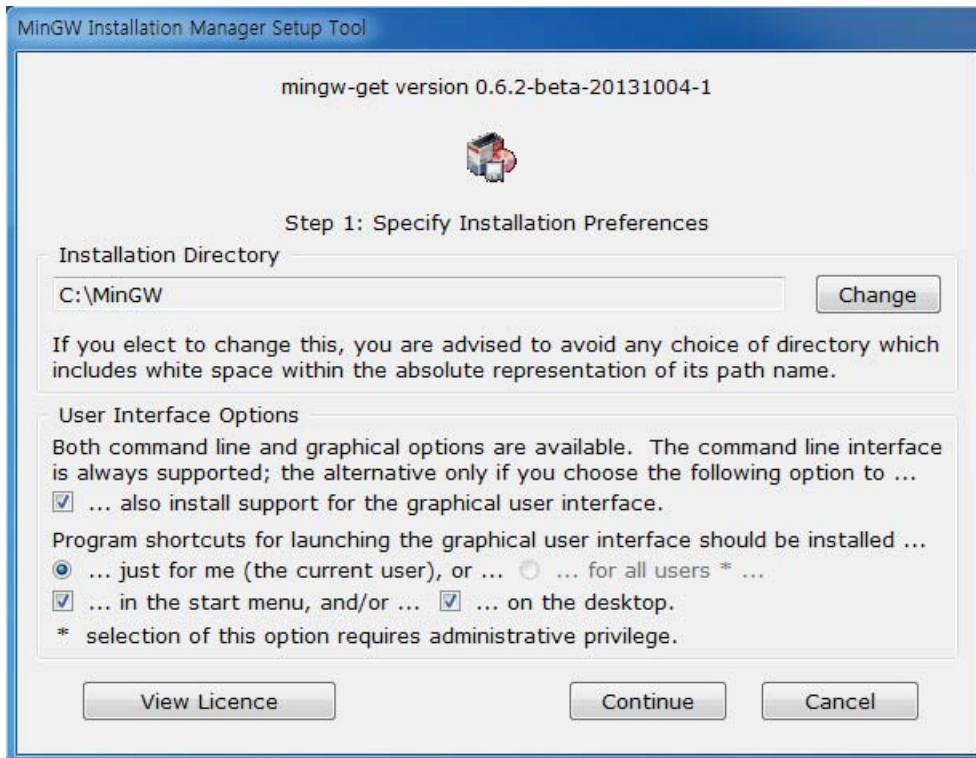 MinGW Installation Manager Setup Tool
mingw-get version 0.6.2-beta-20131004-1
Step 1: Specify Installation Preferences
Installation Directory
C:\MinGW
Change
If you elect to change this, you are advised to avoid any choice of directory which
includes white space within the absolute representation of its path name.
User Interface Options
Both command line and graphical options are available.  The command line interface
is always supported; the alternative only if you choose the following option to ...
... also install support for the graphical user interface.
Program shortcuts for launching the graphical user interface should be installed ...
... just for me (the current user), or ... ... for all users * ...
... in the start menu, and/or ... ... on the desktop.
* selection of this option requires administrative privilege.
View Licence Continue Cancel